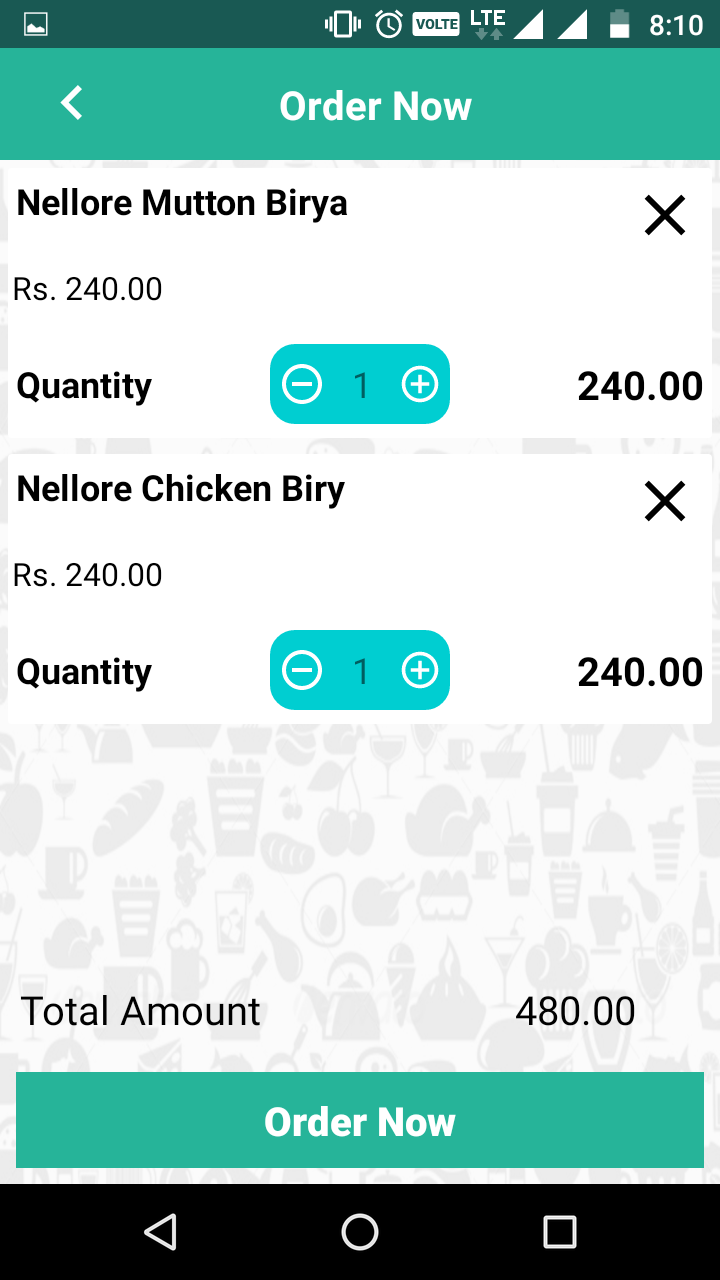 VOLTE LTE 8:10
Order Now
Nellore Mutton Birya
Rs. 240.00
Quantity 1 240.00
Nellore Chicken Biry
Rs. 240.00
Quantity 1 240.00
Total Amount 480.00
Order Now